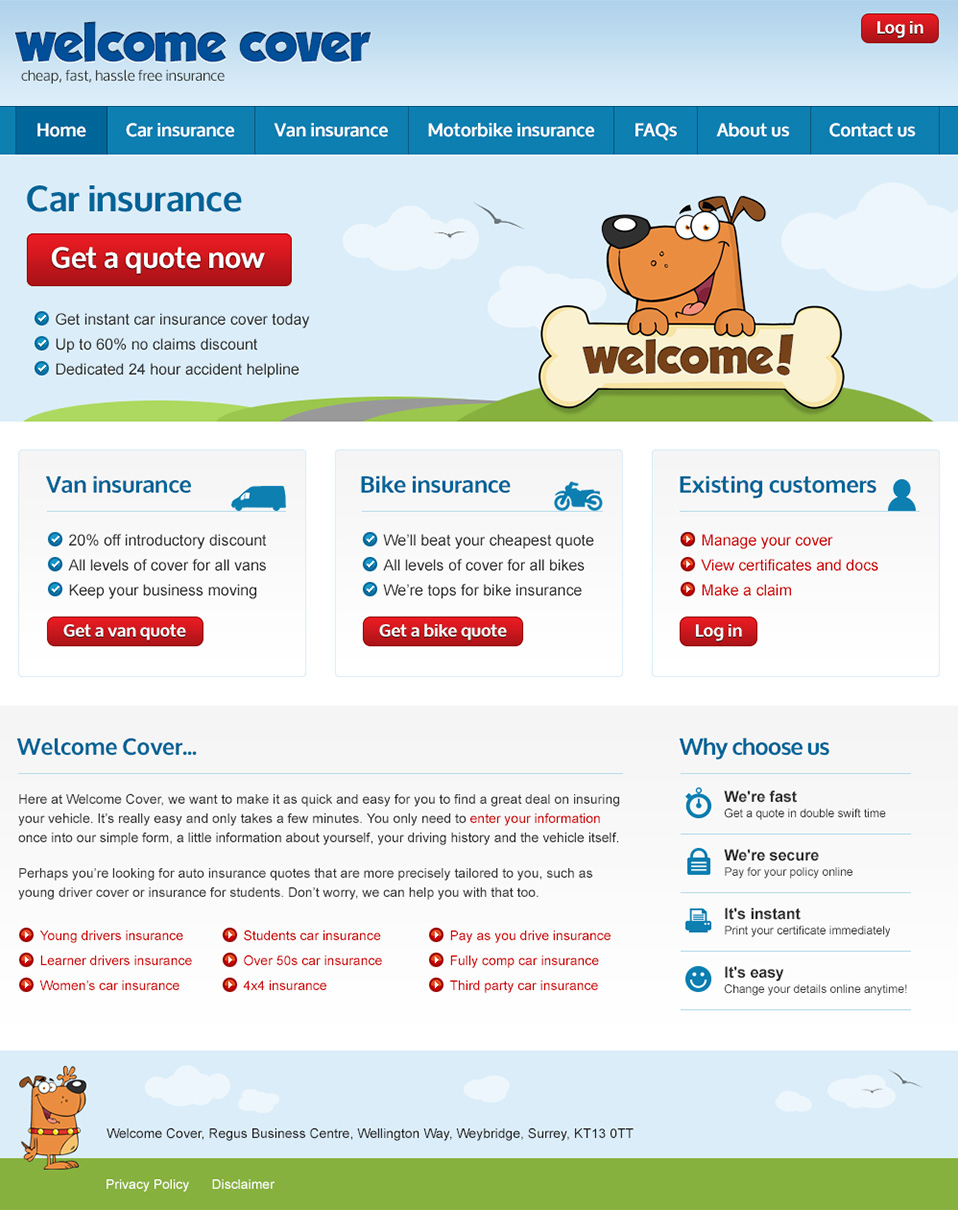 welcome cover
cheap, fast, hassle free insurance
Log in
Home
Car insurance
Van insurance
Motorbike insurance
FAQs
About us
Contact us
Car insurance
Get a quote now
Get instant car insurance cover today
Up to 60% no claims discount
Dedicated 24 hour accident helpline
welcome!
Van insurance
20% off introductory discount
All levels of cover for all vans
Keep your business moving
Get a van quote
Bike insurance
We'll beat your cheapest quote
All levels of cover for all bikes
We're tops for bike insurance
Get a bike quote
Existing customers
Manage your cover
View certificates and docs
Make a claim
Log in
Welcome Cover...
Here at Welcome Cover, we want to make it as quick and easy for you to find a great deal on insuring
your vehicle. It's really easy and only takes a few minutes. You only need to enter your information
once into our simple form, a little information about yourself, your driving history and the vehicle itself.
Perhaps you're looking for auto insurance quotes that are more precisely tailored to you, such as
young driver cover or insurance for students. Don't worry, we can help you with that too.
Young drivers insurance
Learner drivers insurance
Women's car insurance
Students car insurance
Over 50s car insurance
4x4 insurance
Pay as you drive insurance
Fully comp car insurance
Third party car insurance
Why choose us
We're fast
Get a quote in double swift time
We're secure
Pay for your policy online
It's instant
Print your certificate immediately
It's easy
Change your details online anytime!
Welcome Cover, Regus Business Centre, Wellington Way, Weybridge, Surrey, KT13 0TT
Privacy Policy
Disclaimer